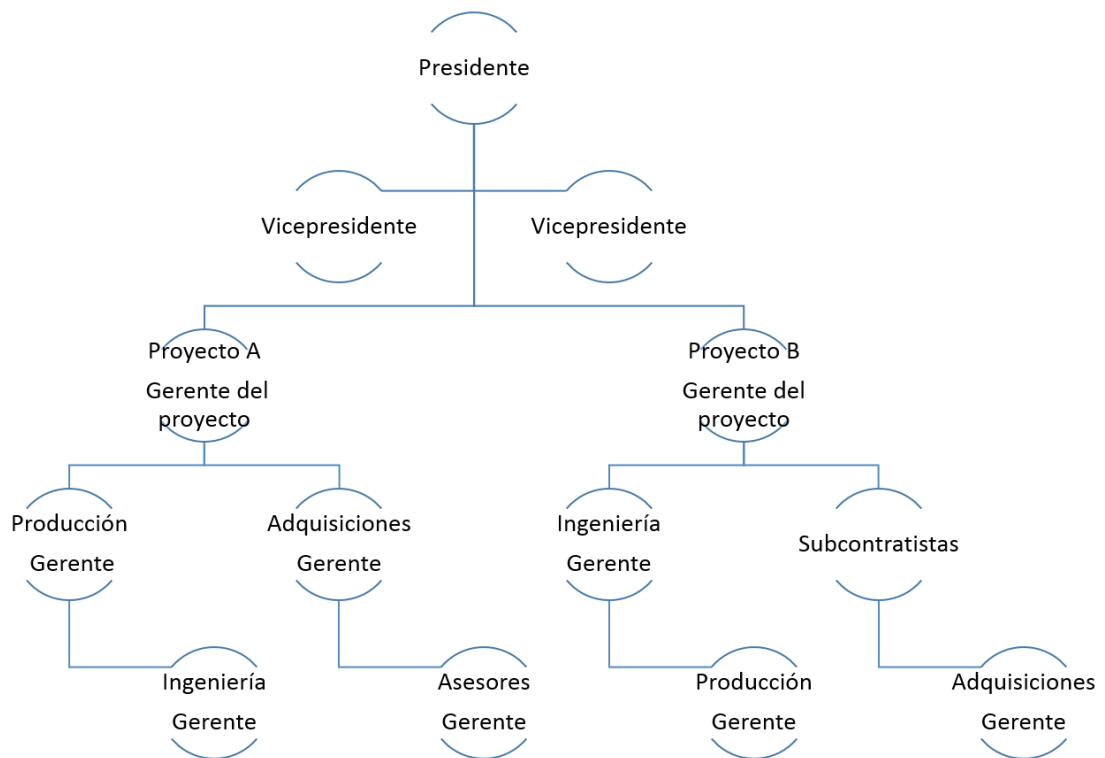 Presidente
Vicepresidente
Vicepresidente
Proyecto A
Gerente del
proyecto
Proyecto B
Gerente del
proyecto
Producción
Gerente
Adquisiciones
Gerente
Ingeniería
Gerente
Subcontratistas
Ingeniería
Gerente
Asesores
Gerente
Producción
Gerente
Adquisiciones
Gerente